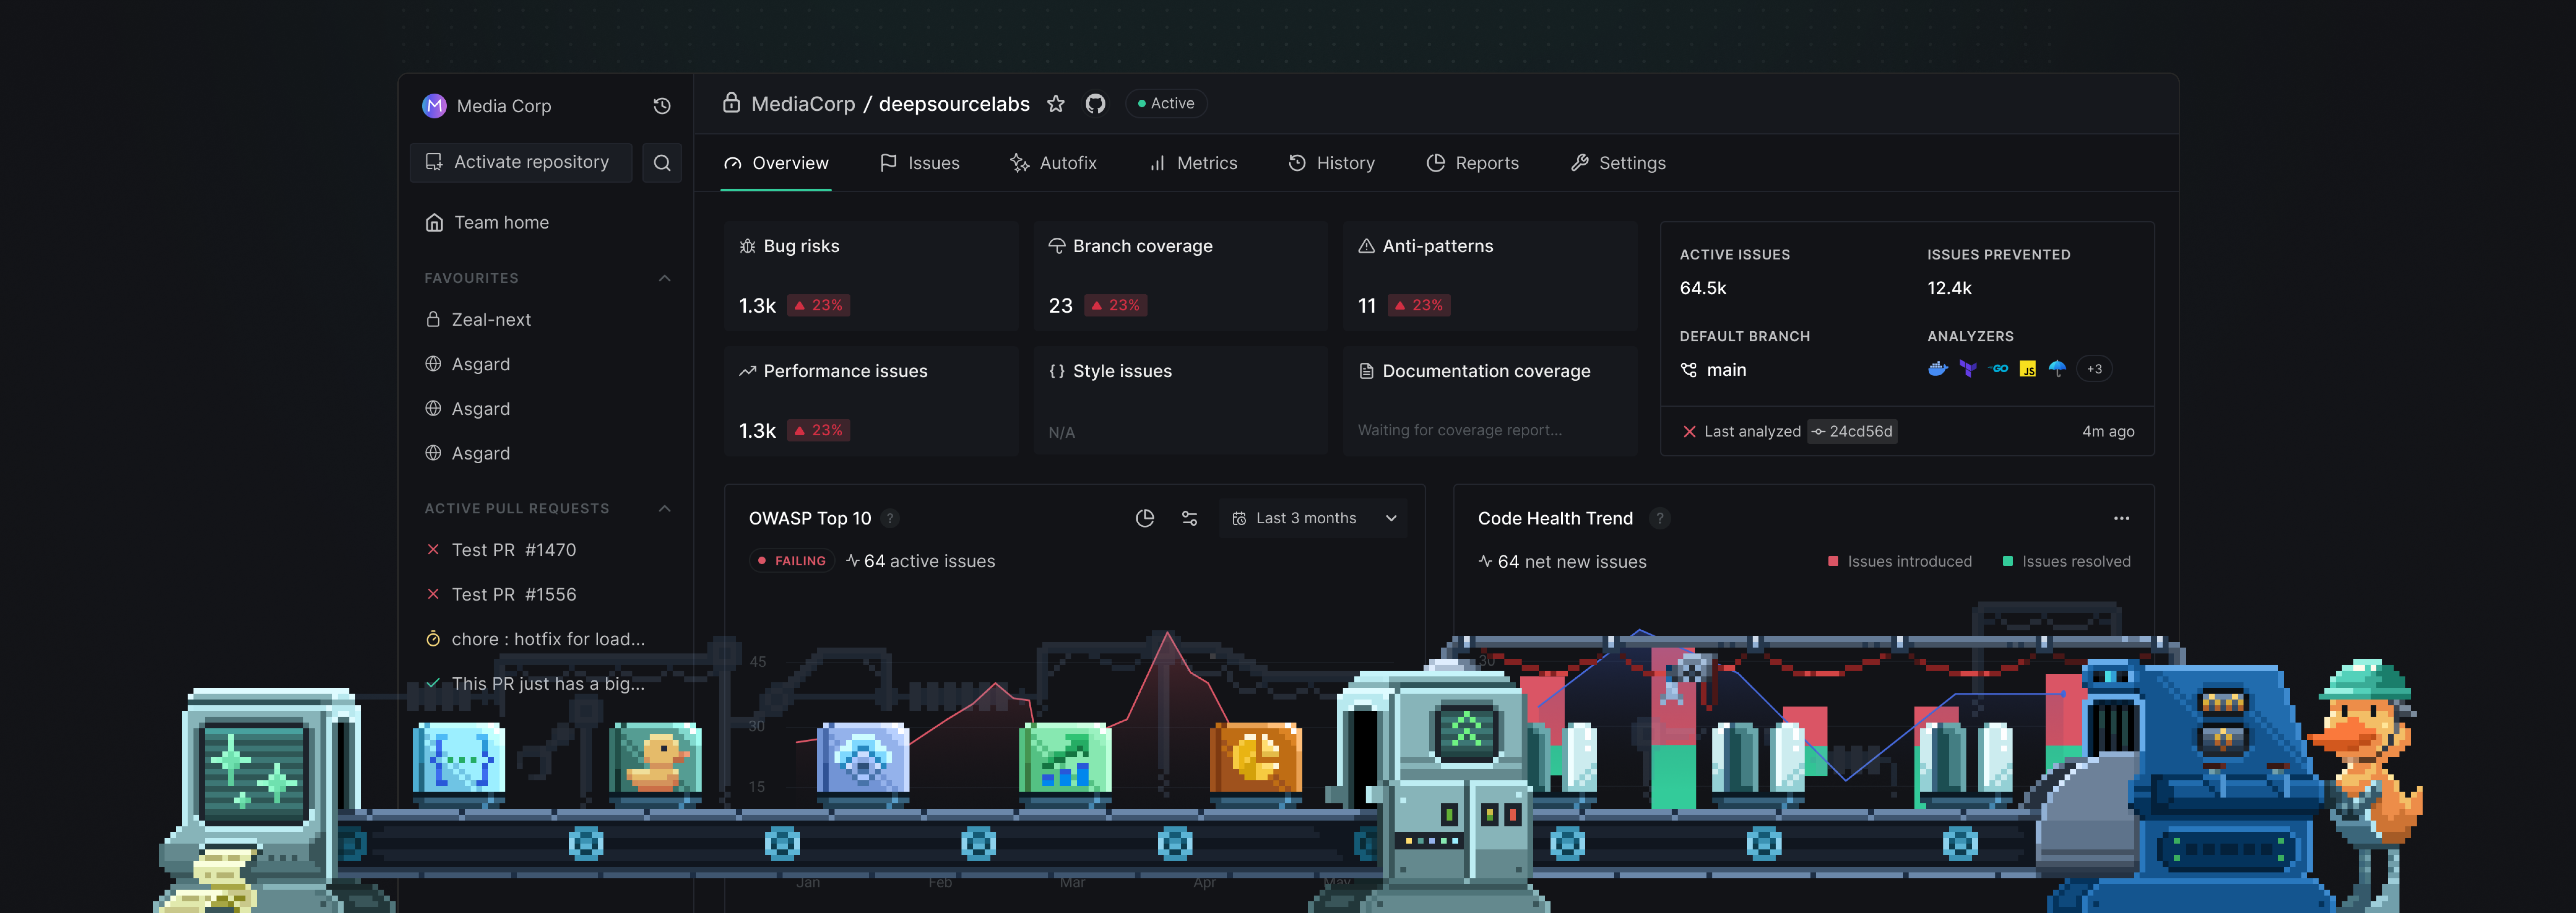 Media Corp
Activate repository
Team home
FAVOURITES
Zeal-next
Asgard
Asgard
Asgard
ACTIVE PULL REQUESTS
Test PR #1470
Test PR #1556
chore : hotfix for load...
This PR just has a big...
MediaCorp / deepsourcelabs
Active
Overview
Issues
Autofix
Metrics
History
Reports
Settings
Bug risks
1.3k 23%
Branch coverage
23 23%
Anti-patterns
11 23%
Performance issues
1.3k 23%
Style issues
N/A
Documentation coverage
Waiting for coverage report...
ACTIVE ISSUES
64.5k
ISSUES PREVENTED
12.4k
DEFAULT BRANCH
main
ANALYZERS
GO
JS
+3
Last analyzed 24cd56d
4m ago
OWASP Top 10 ?
Last 3 months
FAILING
64 active issues
45
30
15
Jan
Feb
Mar
Apr
May
Code Health Trend ?
64 net new issues
Issues introduced
Issues resolved
30